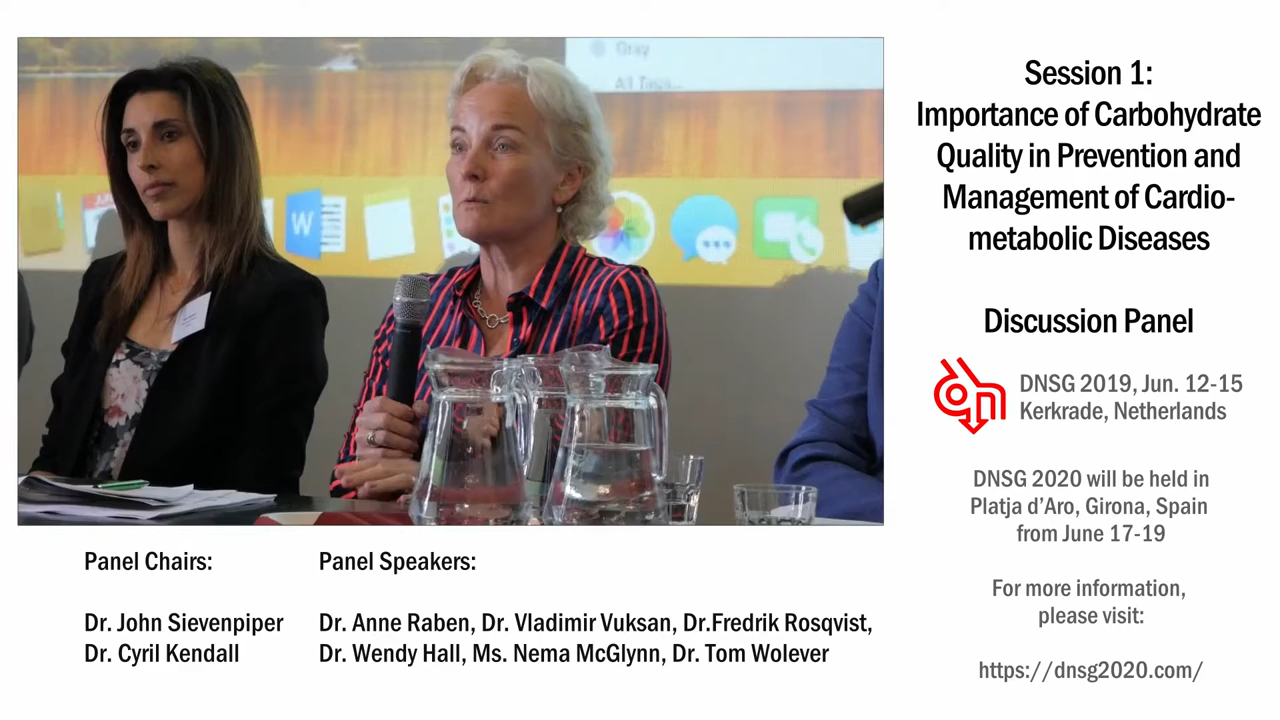 Gray
All Tags...
W
Session 1:
Importance of Carbohydrate
Quality in Prevention and
Management of Cardio-
metabolic Diseases
Discussion Panel
DNSG 2019, Jun. 12-15
Kerkrade, Netherlands
DNSG 2020 will be held in
Platja d'Aro, Girona, Spain
from June 17-19
For more information,
please visit:
https://dnsg2020.com/
Panel Chairs:
Dr. John Sievenpiper
Dr. Cyril Kendall
Panel Speakers:
Dr. Anne Raben, Dr. Vladimir Vuksan, Dr.Fredrik Rosqvist,
Dr. Wendy Hall, Ms. Nema McGlynn, Dr. Tom Wolever